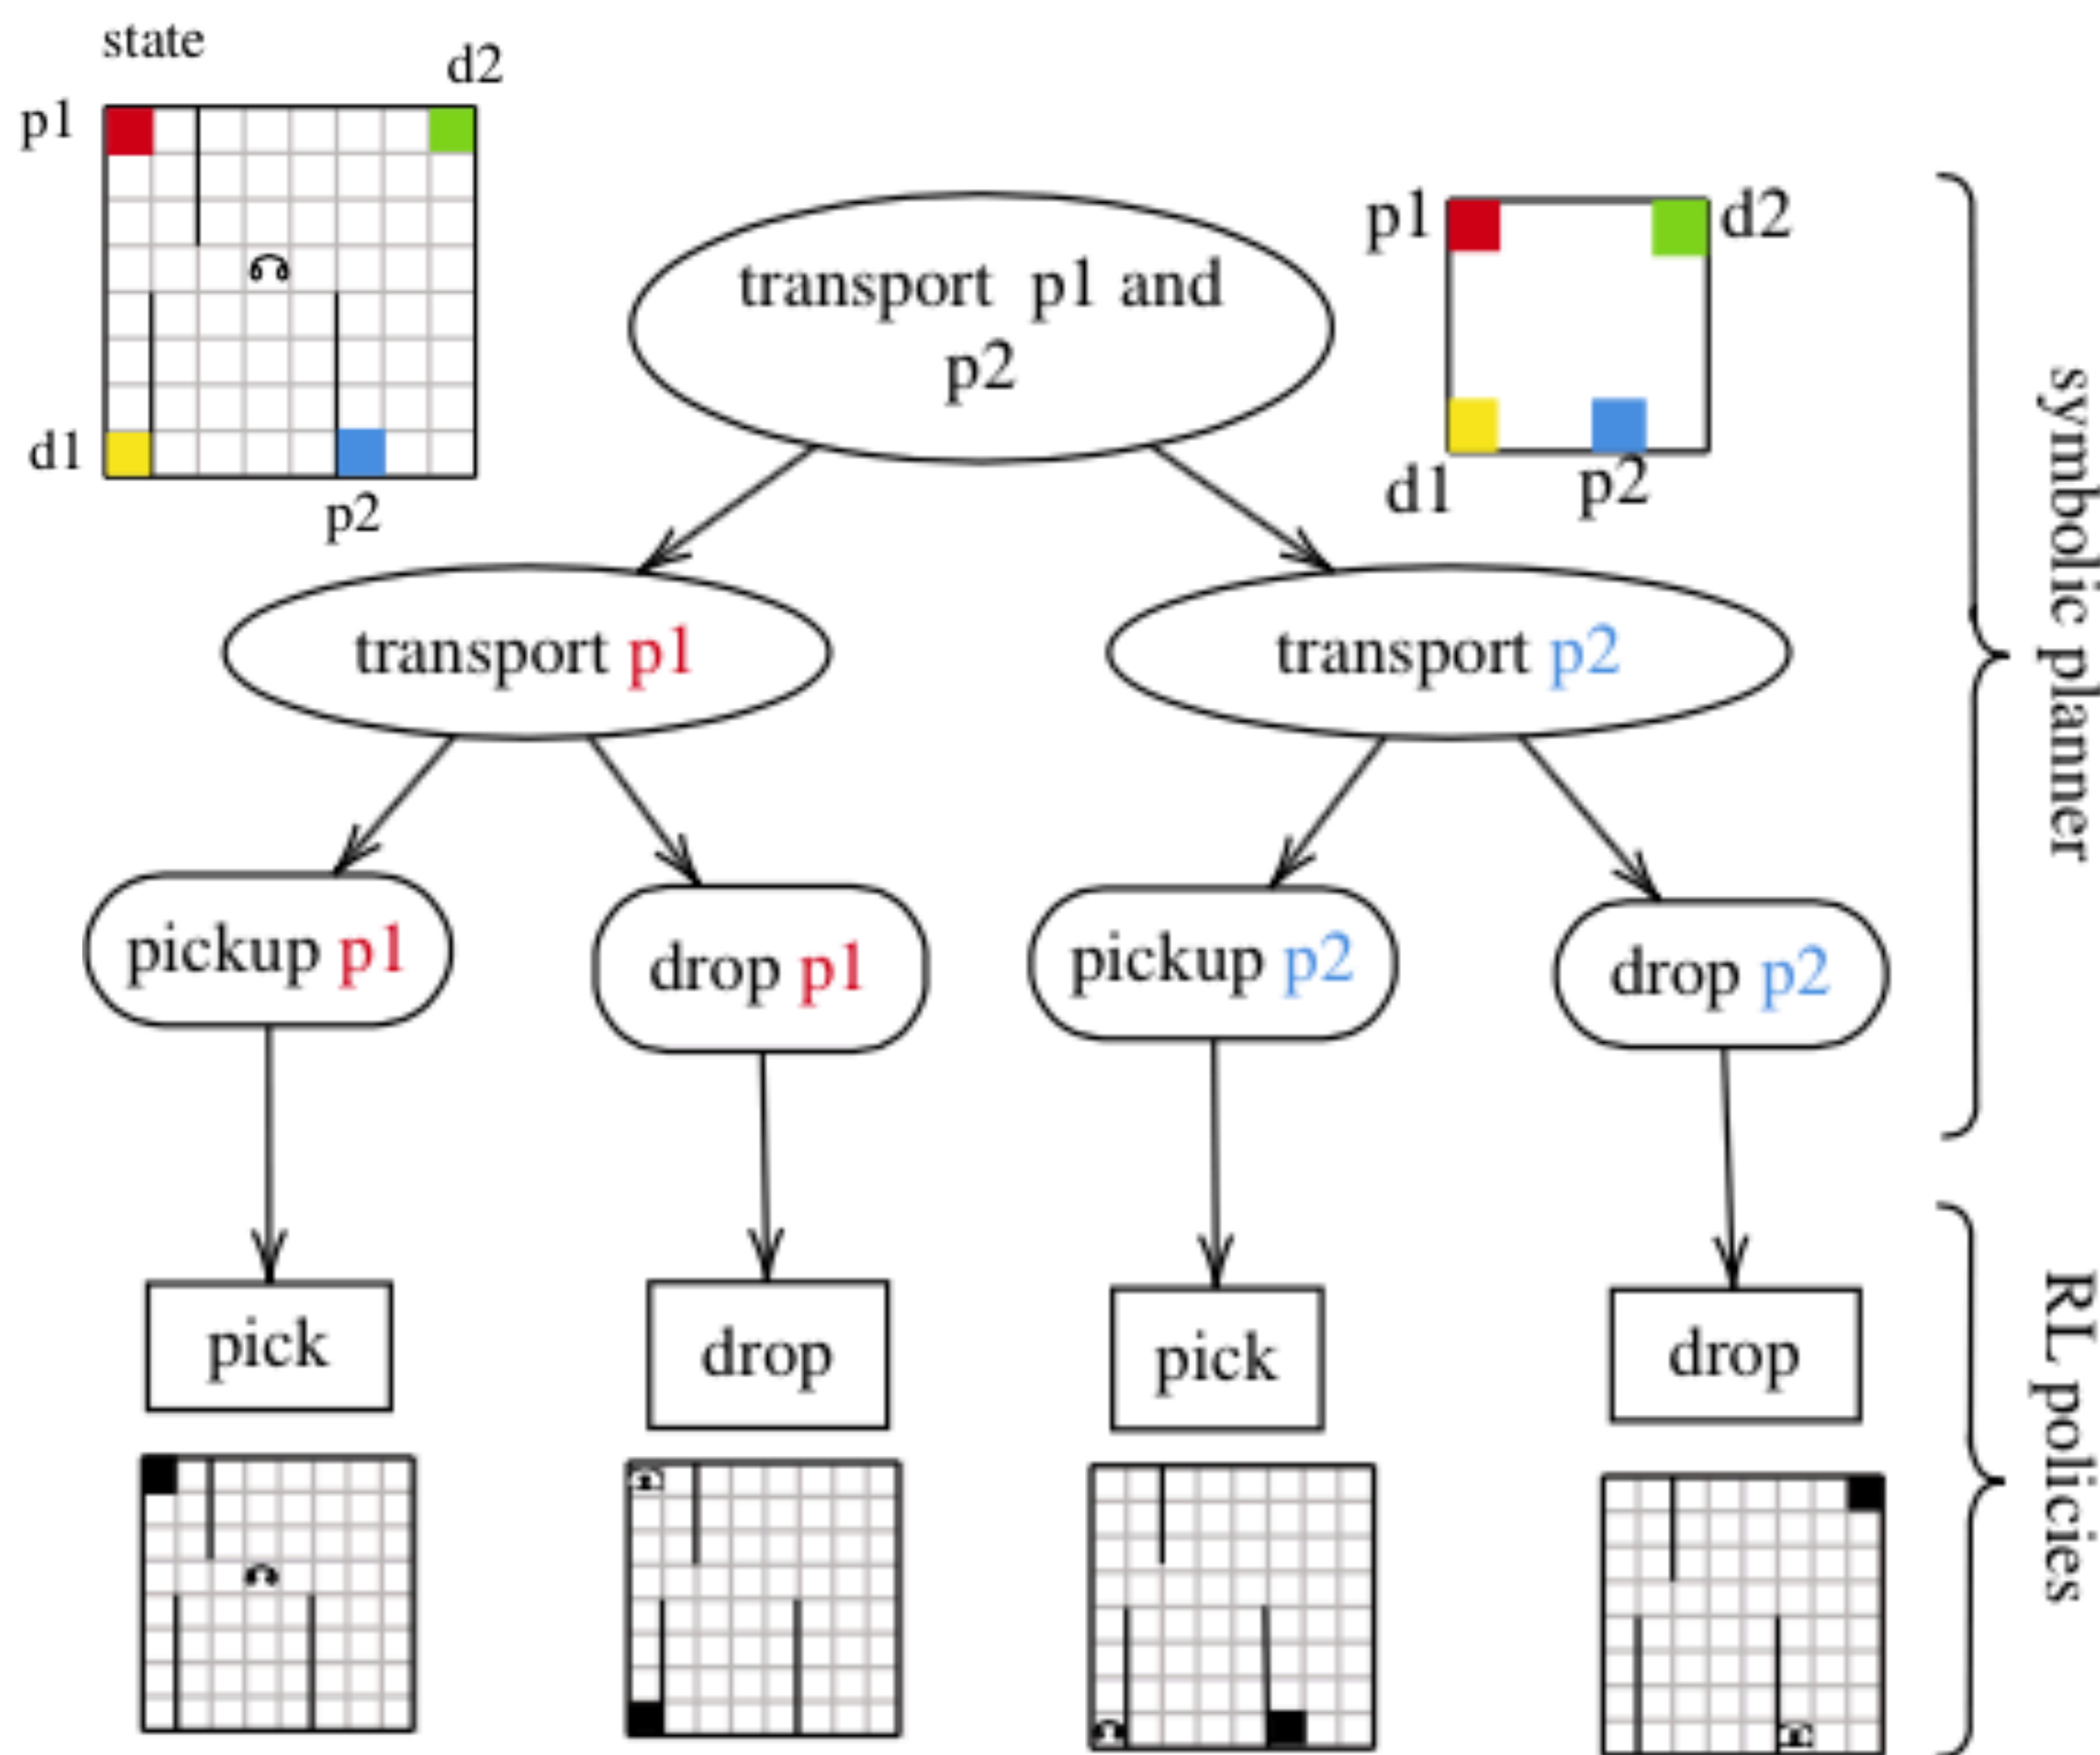 state
d2
p1
d1
p2
transport p1 and
p2
p1
d2
d1
p2
transport p1
transport p2
pickup p1
drop p1
pickup p2
drop p2
symbolic planner
pick
drop
pick
drop
RL policies